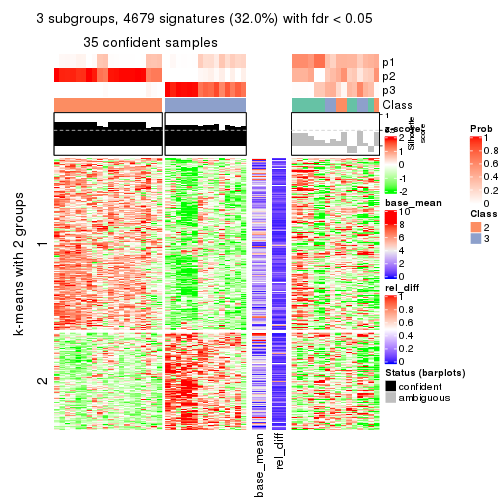 3 subgroups, 4679 signatures (32.0%) with fdr < 0.05
35 confident samples
p1
p2
p3
Class
1
Silhouette
score
z-score
2
1
0
-1
-2
base_mean
10
8
6
4
2
0
rel_diff
1
0.8
0.6
0.4
0.2
0
Status (barplots)
confident
ambiguous
Prob
1
0.8
0.6
0.4
0.2
0
Class
2
3
k-means with 2 groups
1
2
base_mean
rel_diff